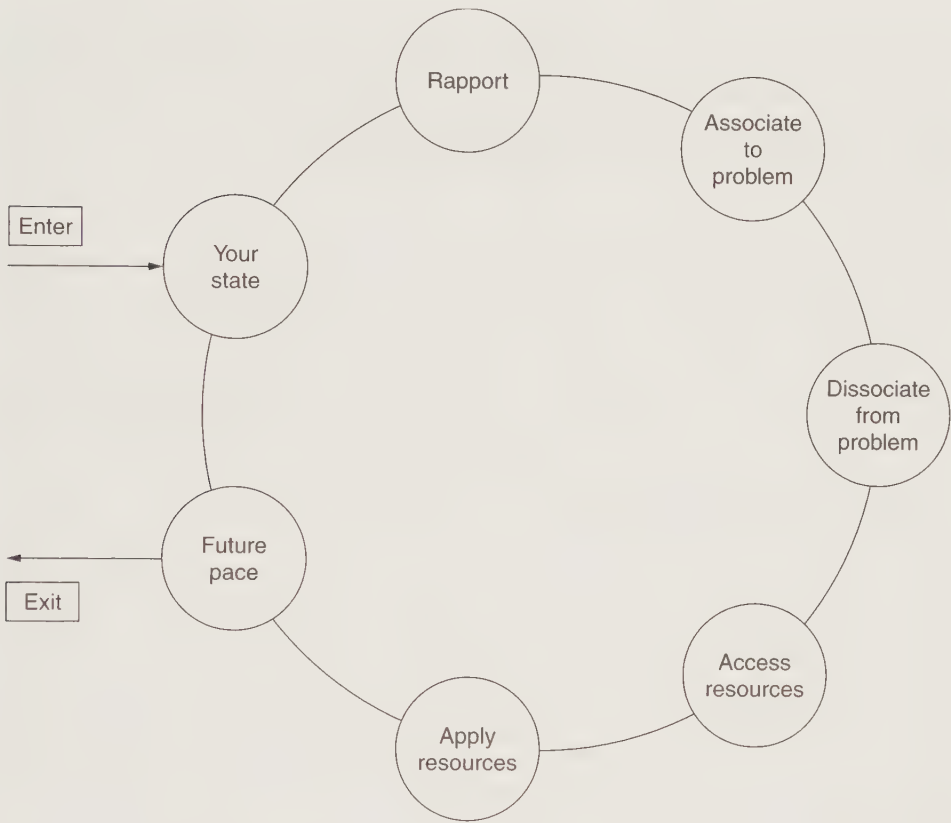 Rapport
Associate
to
problem
Enter
Your
state
Dissociate
from
problem
Future
pace
Exit
Access
resources
Apply
resources